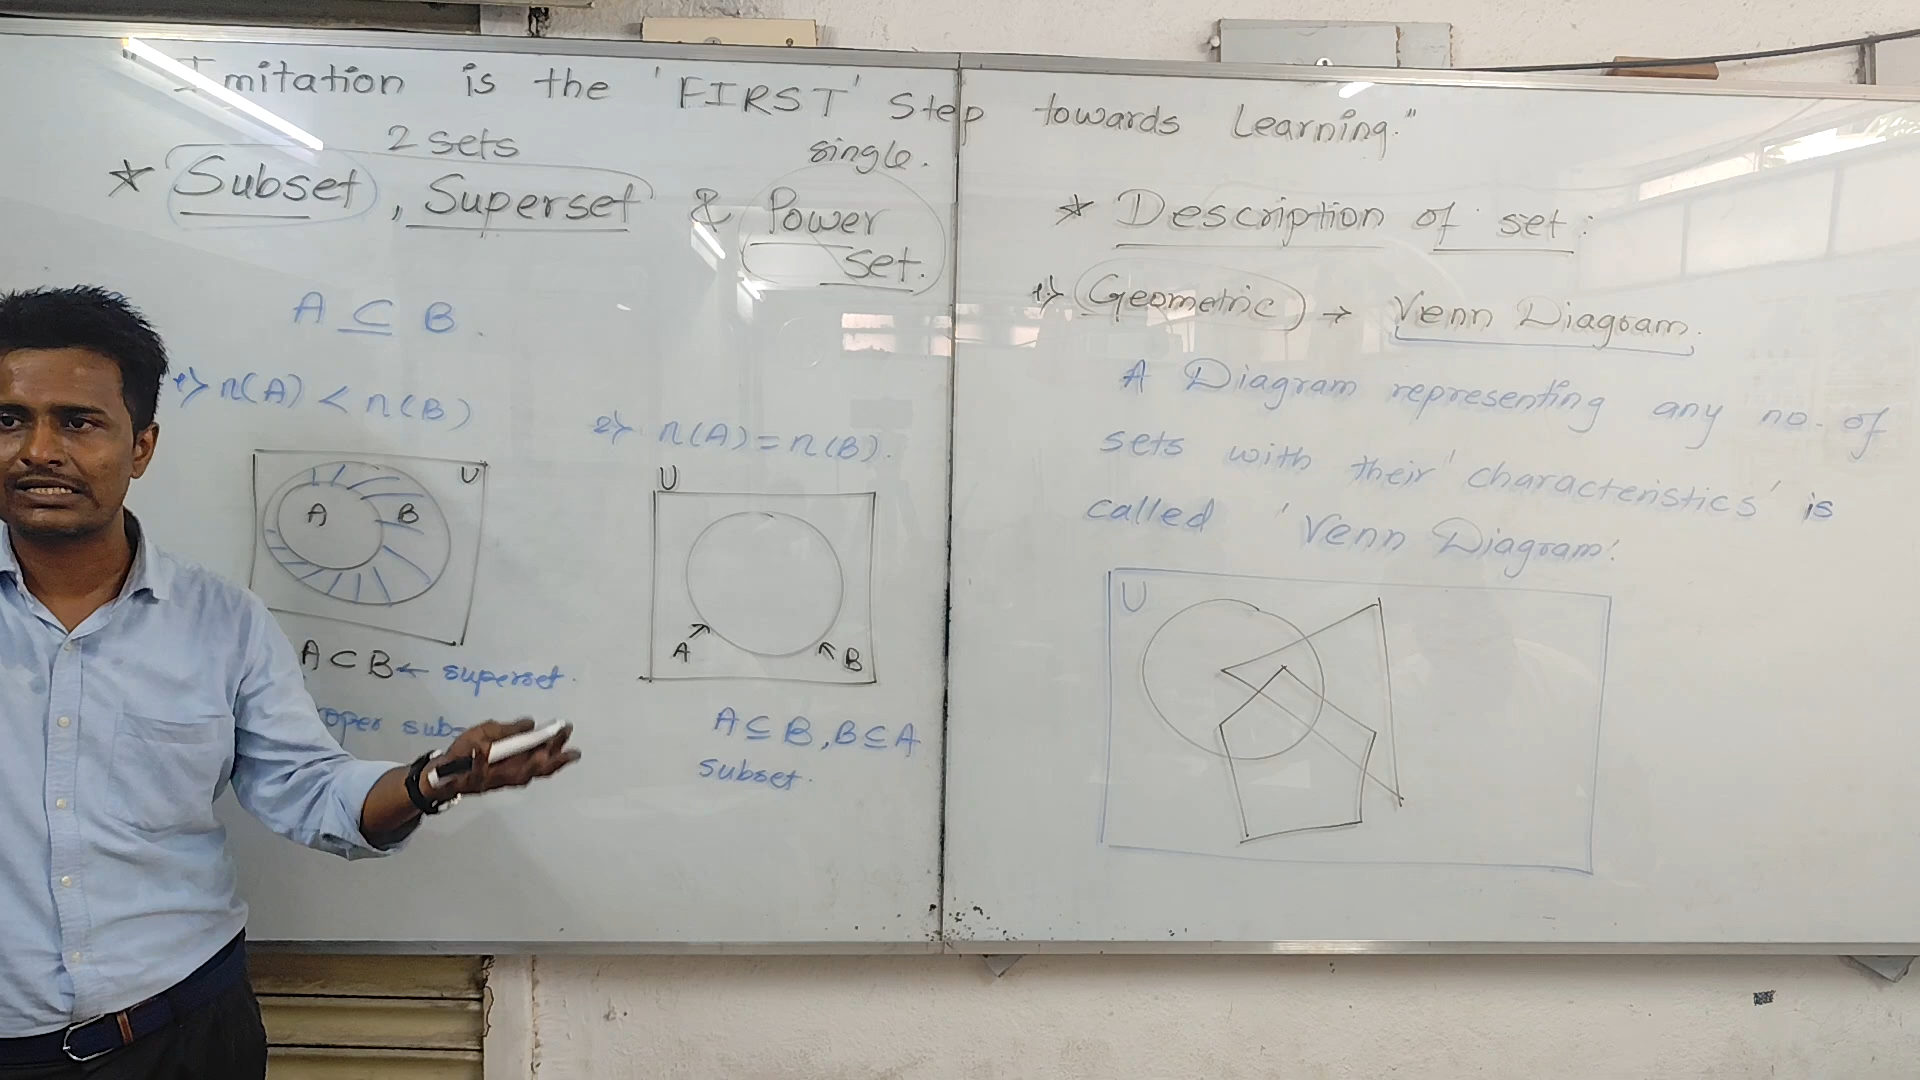 "Imitation is the 'FIRST' Step towards Learning."
2 sets single.
* Subset, Superset & Power set.
A ⊆ B.
1> n(A) < n(B)
U
A B
A ⊂ B ← superset.
oper subs
2> n(A) = n(B).
U
A B
A ⊆ B, B ⊆ A
subset.
* Description of set:
1> Geometric → Venn Diagram.
A Diagram representing any no. of
sets with their 'characteristics' is
called 'Venn Diagram'.
U